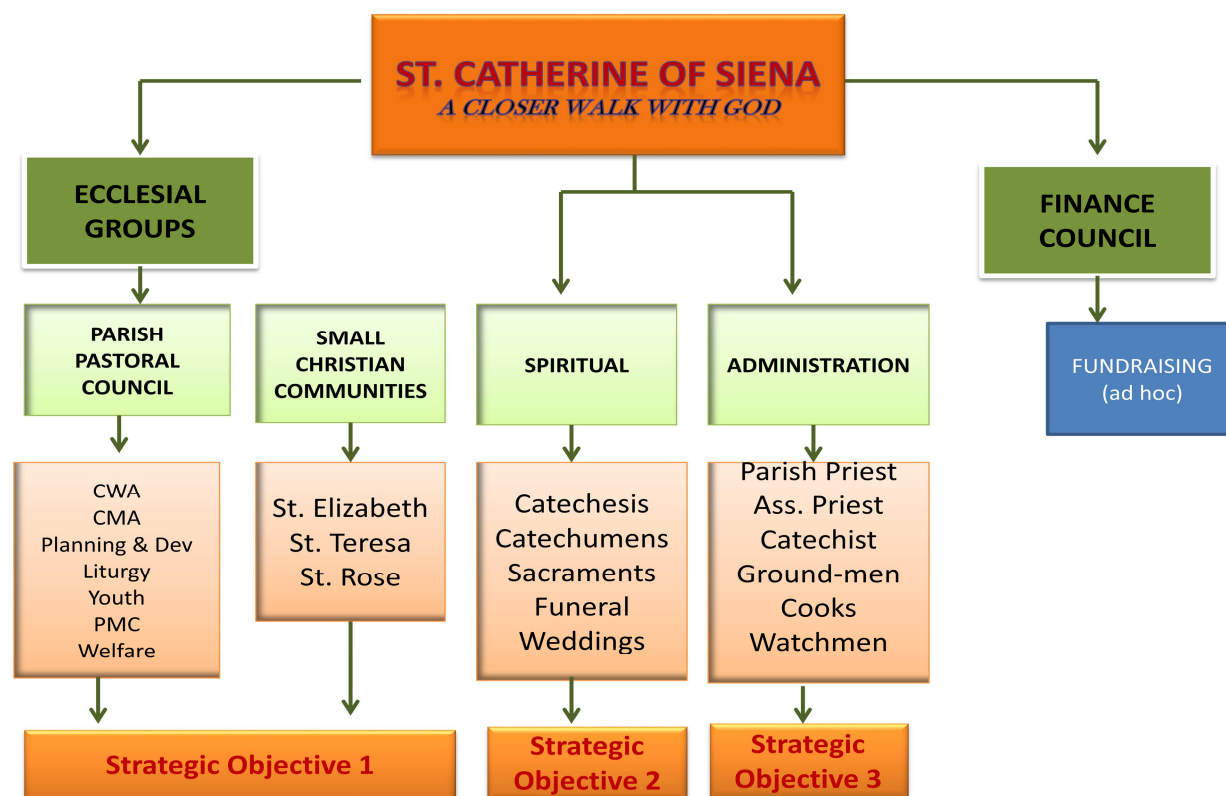 ST. CATHERINE OF SIENA
A CLOSER WALK WITH GOD
ECCLESIAL
GROUPS
FINANCE
COUNCIL
PARISH
PASTORAL
COUNCIL
SMALL
CHRISTIAN
COMMUNITIES
SPIRITUAL
ADMINISTRATION
FUNDRAISING
(ad hoc)
CWA
CMA
Planning & Dev
Liturgy
Youth
PMC
Welfare
St. Elizabeth
St. Teresa
St. Rose
Catechesis
Catechumens
Sacraments
Funeral
Weddings
Parish Priest
Ass. Priest
Catechist
Ground-men
Cooks
Watchmen
Strategic Objective 1
Strategic
Objective 2
Strategic
Objective 3